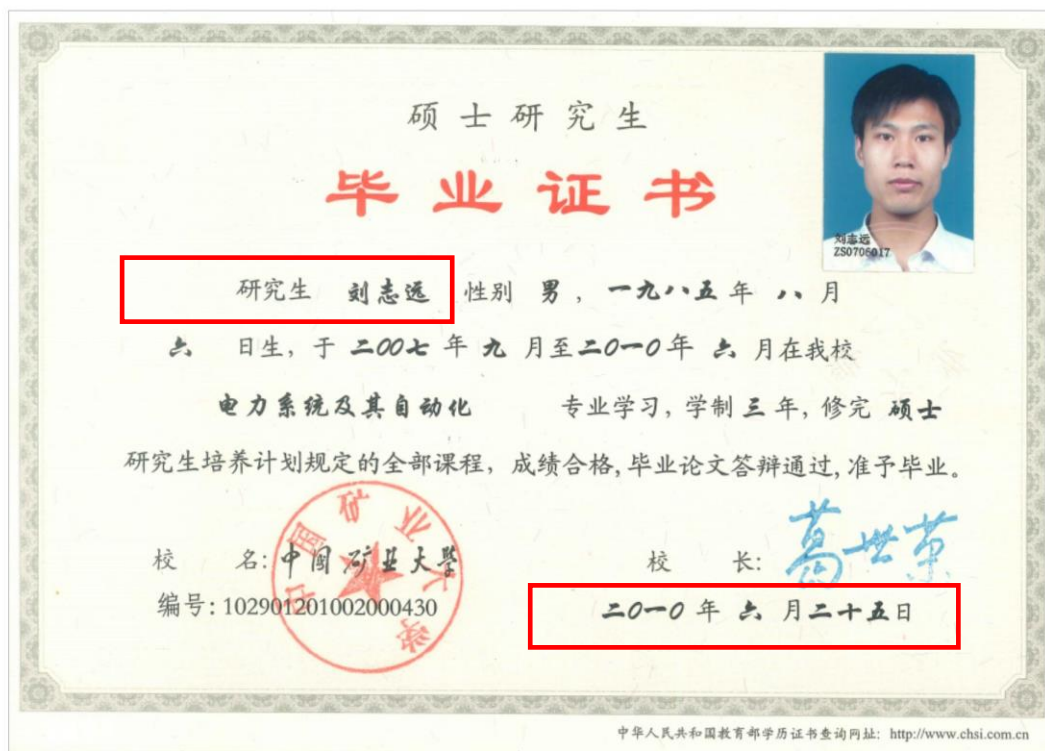 硕士研究生
毕业证书
刘志远
ZS0706017
研究生 刘志远 性别 男，一九八五年 八 月
六 日生，于 二00七 年 九 月至二0一0年 六 月在我校
电力系统及其自动化 专业学习，学制 三 年，修完 硕士
研究生培养计划规定的全部课程，成绩合格，毕业论文答辩通过，准予毕业。
中国矿业大学
校 名：中国矿业大學
校 长：葛世荣
编号：102901201002000430
二0一0 年 六 月二十五日
中华人民共和国教育部学历证书查询网址：http://www.chsi.com.cn